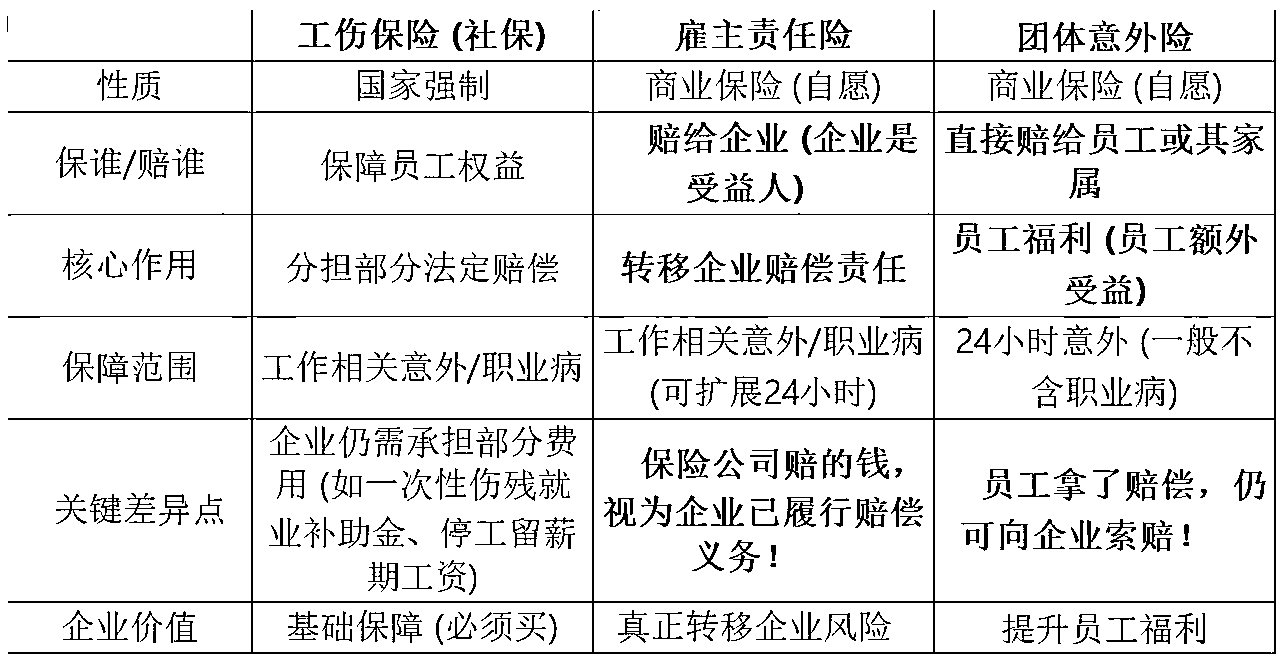 工伤保险 (社保) 雇主责任险 团体意外险
性质 国家强制 商业保险 (自愿) 商业保险 (自愿)
保谁/赔谁 保障员工权益 赔给企业 (企业是受益人) 直接赔给员工或其家属
核心作用 分担部分法定赔偿 转移企业赔偿责任 员工福利 (员工额外受益)
保障范围 工作相关意外/职业病 工作相关意外/职业病 (可扩展24小时) 24小时意外 (一般不含职业病)
关键差异点 企业仍需承担部分费用 (如一次性伤残就业补助金、停工留薪期工资) 保险公司赔的钱，视为企业已履行赔偿义务！ 员工拿了赔偿，仍可向企业索赔！
企业价值 基础保障 (必须买) 真正转移企业风险 提升员工福利